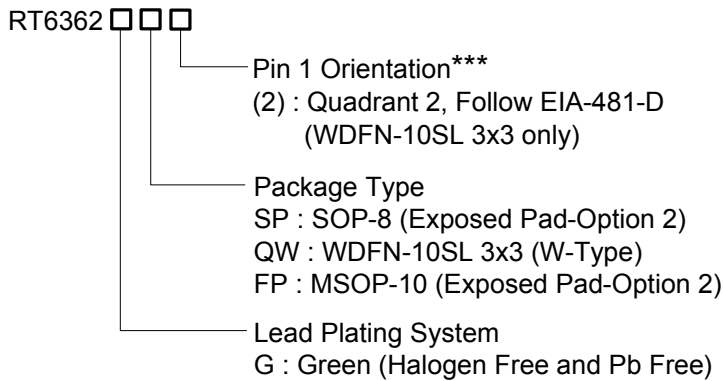 RT6362□□□
Pin 1 Orientation***
(2) : Quadrant 2, Follow EIA-481-D
(WDFN-10SL 3x3 only)
Package Type
SP : SOP-8 (Exposed Pad-Option 2)
QW : WDFN-10SL 3x3 (W-Type)
FP : MSOP-10 (Exposed Pad-Option 2)
Lead Plating System
G : Green (Halogen Free and Pb Free)